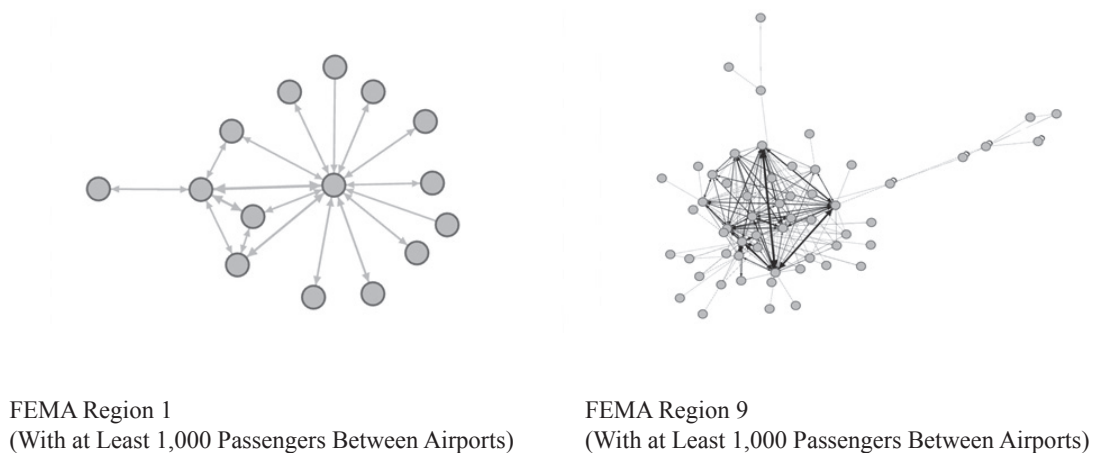 FEMA Region 1
(With at Least 1,000 Passengers Between Airports)
FEMA Region 9
(With at Least 1,000 Passengers Between Airports)